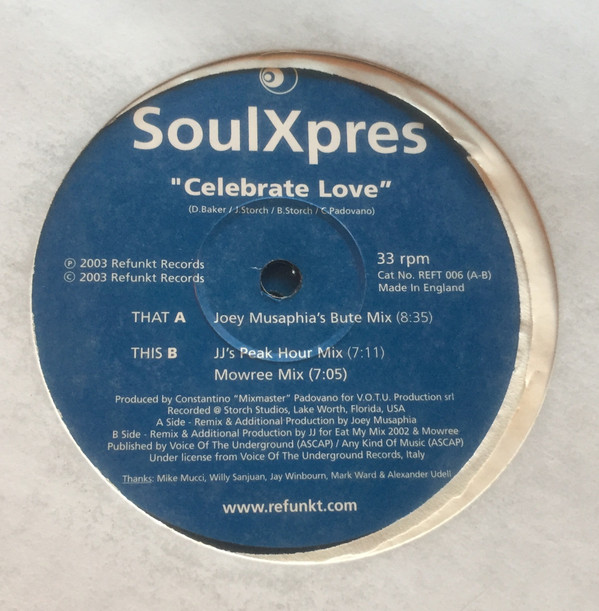 SoulXpres
"Celebrate Love”
(D.Baker / J.Storch / B.Storch / C.Padovano)
℗ 2003 Refunkt Records
© 2003 Refunkt Records
33 rpm
Cat No. REFT 006 (A-B)
Made In England
THAT A Joey Musaphia's Bute Mix (8:35)
THIS B JJ's Peak Hour Mix (7:11)
Mowree Mix (7:05)
Produced by Constantino "Mixmaster" Padovano for V.O.T.U. Production srl
Recorded @ Storch Studios, Lake Worth, Florida, USA
A Side - Remix & Additional Production by Joey Musaphia
B Side - Remix & Additional Production by JJ for Eat My Mix 2002 & Mowree
Published by Voice Of The Underground (ASCAP) / Any Kind Of Music (ASCAP)
Under license from Voice Of The Underground Records, Italy
Thanks: Mike Mucci, Willy Sanjuan, Jay Winbourn, Mark Ward & Alexander Udell
www.refunkt.com